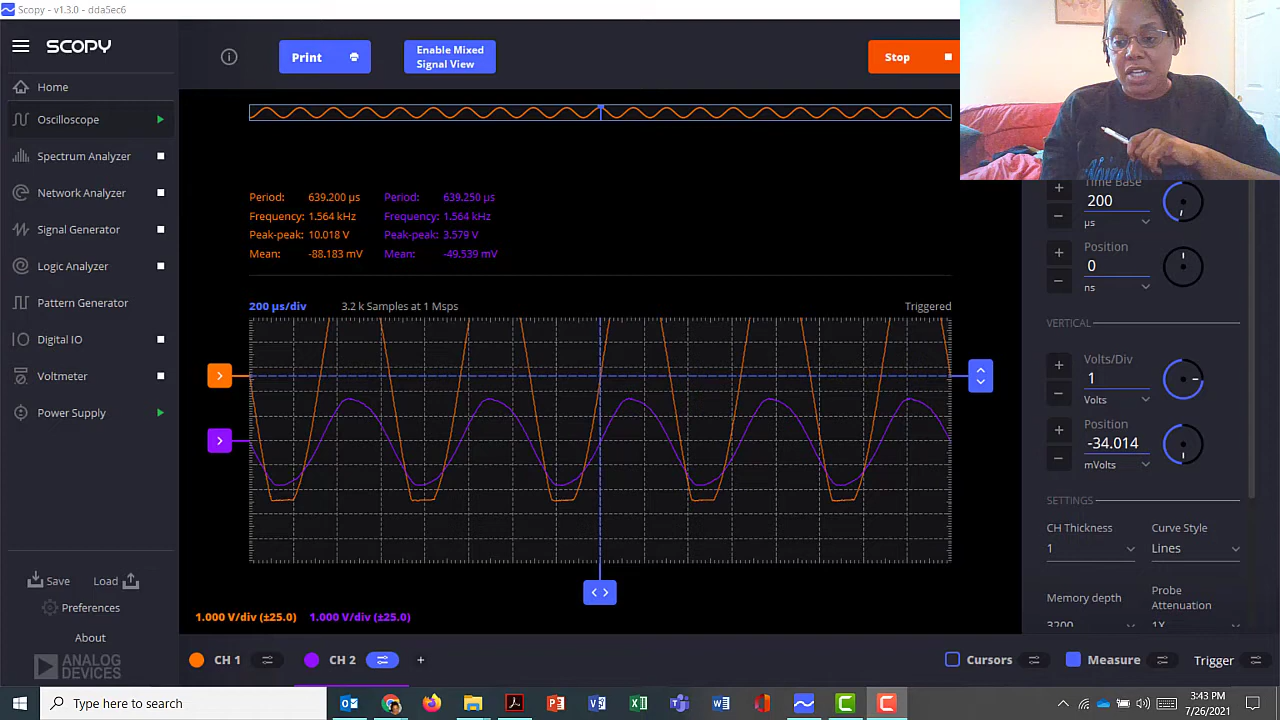 Scopy - v1.3.0 - dda5ec6
SCOPY
Home
Oscilloscope
Spectrum Analyzer
Network Analyzer
Signal Generator
Logic Analyzer
Pattern Generator
Digital IO
Voltmeter
Power Supply
Save
Load
Preferences
About
ANALOG
DEVICES
Print
Enable Mixed
Signal View
Stop
Period: 639.200 µs Period: 639.250 µs
Frequency: 1.564 kHz Frequency: 1.564 kHz
Peak-peak: 10.018 V Peak-peak: 3.579 V
Mean: -88.183 mV Mean: -49.539 mV
200 µs/div 3.2 k Samples at 1 Msps Triggered
1.000 V/div (±25.0) 1.000 V/div (±25.0)
CH 1 CH 2 + Cursors Measure Trigger
Time Base
200
µs
Position
0
ns
VERTICAL
Volts/Div
1
Volts
Position
-34.014
mVolts
SETTINGS
CH Thickness Curve Style
1 Lines
Memory depth Probe
Attenuation
3200 1X
Type here to search
3:43 PM
7/26/2021